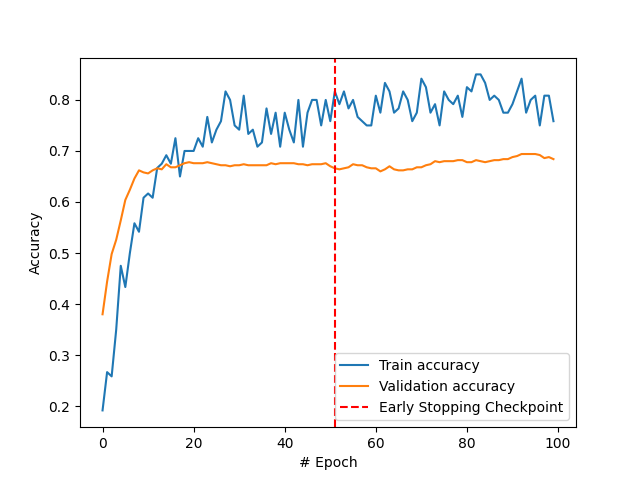 0.8
0.7
0.6
0.5
0.4
0.3
0.2
Accuracy
Train accuracy
Validation accuracy
Early Stopping Checkpoint
0 20 40 60 80 100
# Epoch